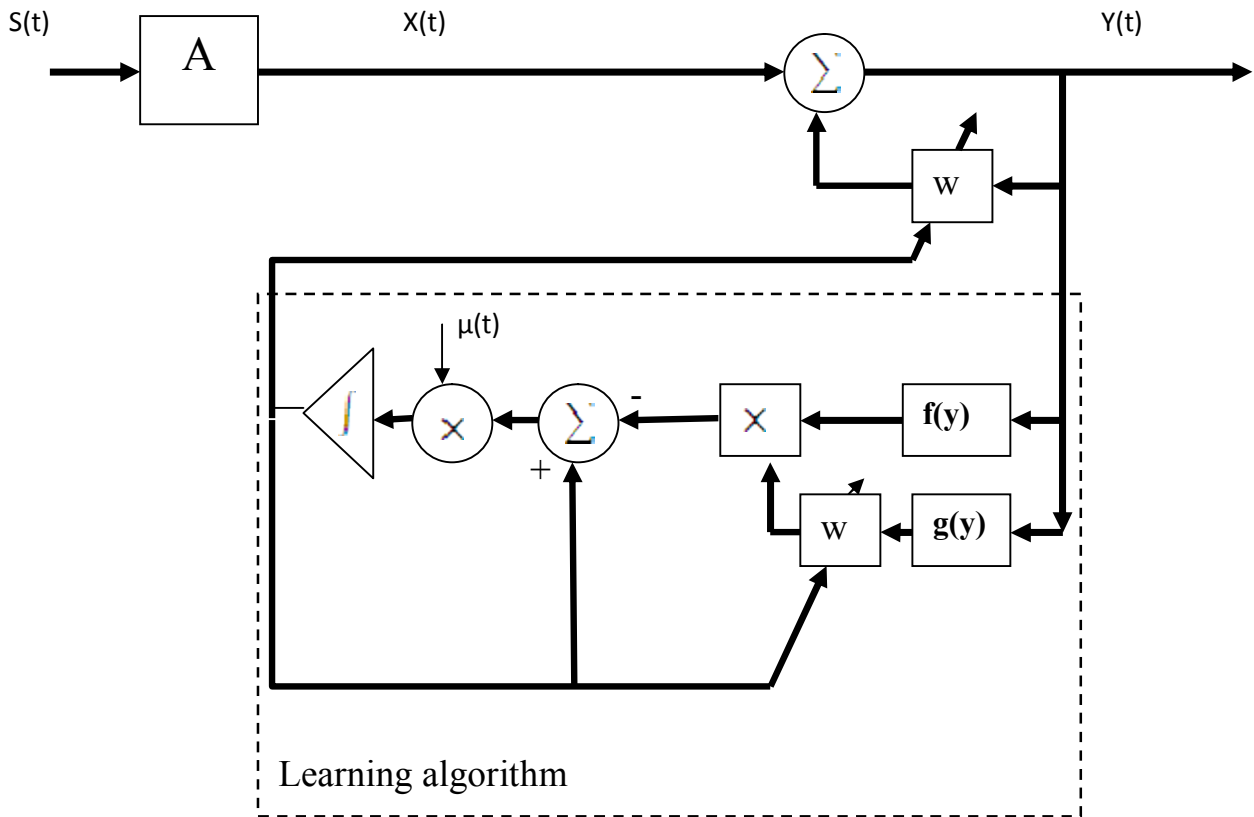 S(t)
X(t)
Y(t)
A
∑
w
μ(t)
∫
×
∑
-
+
×
f(y)
w
g(y)
Learning algorithm